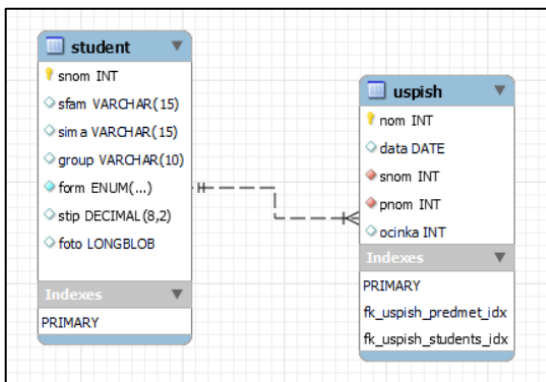 student
snom INT
sfam VARCHAR(15)
sima VARCHAR(15)
group VARCHAR(10)
form ENUM(...)
stip DECIMAL(8,2)
foto LONGBLOB
Indexes
PRIMARY
uspish
nom INT
data DATE
snom INT
pnom INT
ocinka INT
Indexes
PRIMARY
fk_uspish_predmet_idx
fk_uspish_students_idx